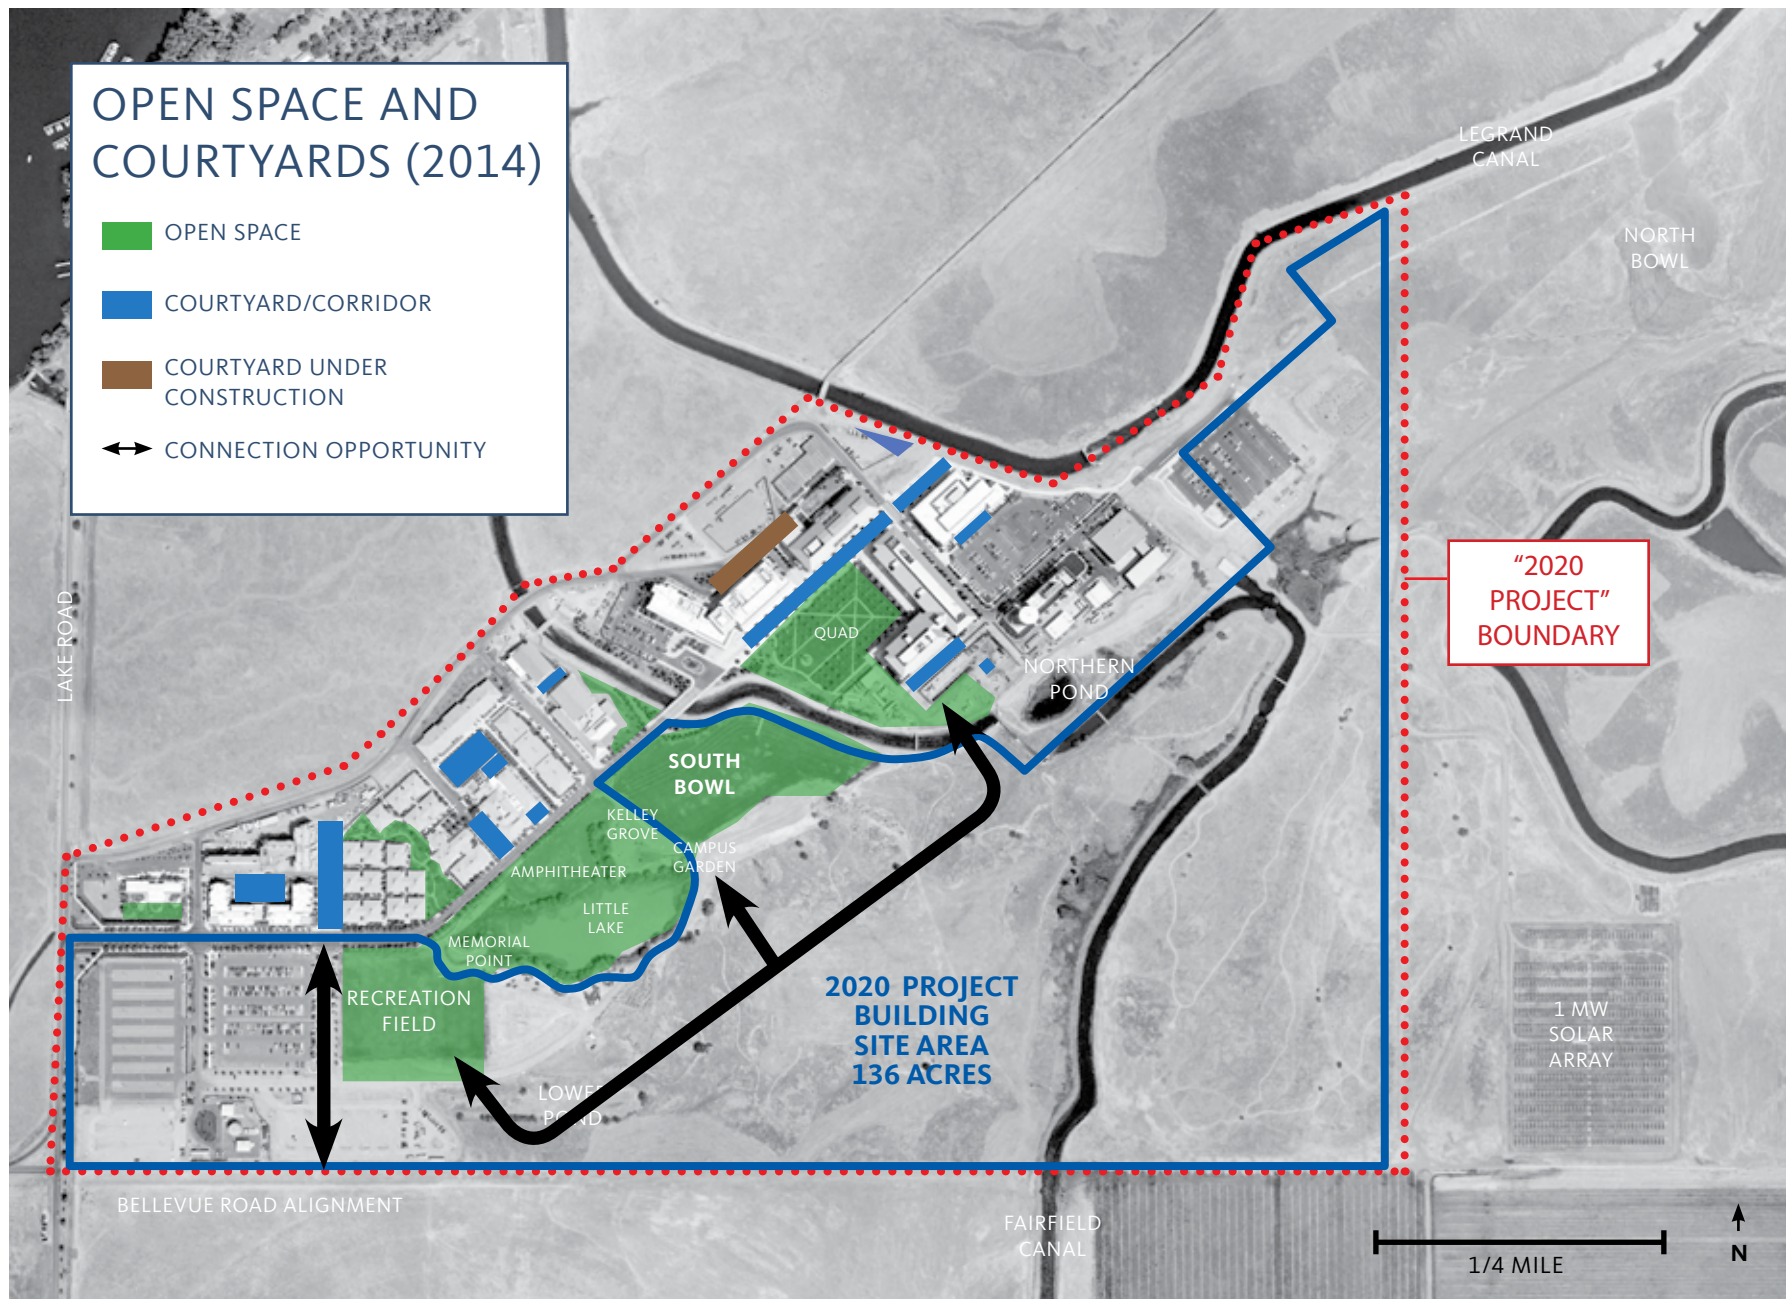 OPEN SPACE AND
COURTYARDS (2014)
OPEN SPACE
COURTYARD/CORRIDOR
COURTYARD UNDER
CONSTRUCTION
CONNECTION OPPORTUNITY
LEGRAND
CANAL
NORTH
BOWL
"2020
PROJECT"
BOUNDARY
LAKE ROAD
QUAD
NORTHERN
POND
SOUTH
BOWL
KELLEY
GROVE
CAMPUS
GARDEN
AMPHITHEATER
LITTLE
LAKE
MEMORIAL
POINT
RECREATION
FIELD
2020 PROJECT
BUILDING
SITE AREA
136 ACRES
1 MW
SOLAR
ARRAY
LOWER
POND
BELLEVUE ROAD ALIGNMENT
FAIRFIELD
CANAL
1/4 MILE
N